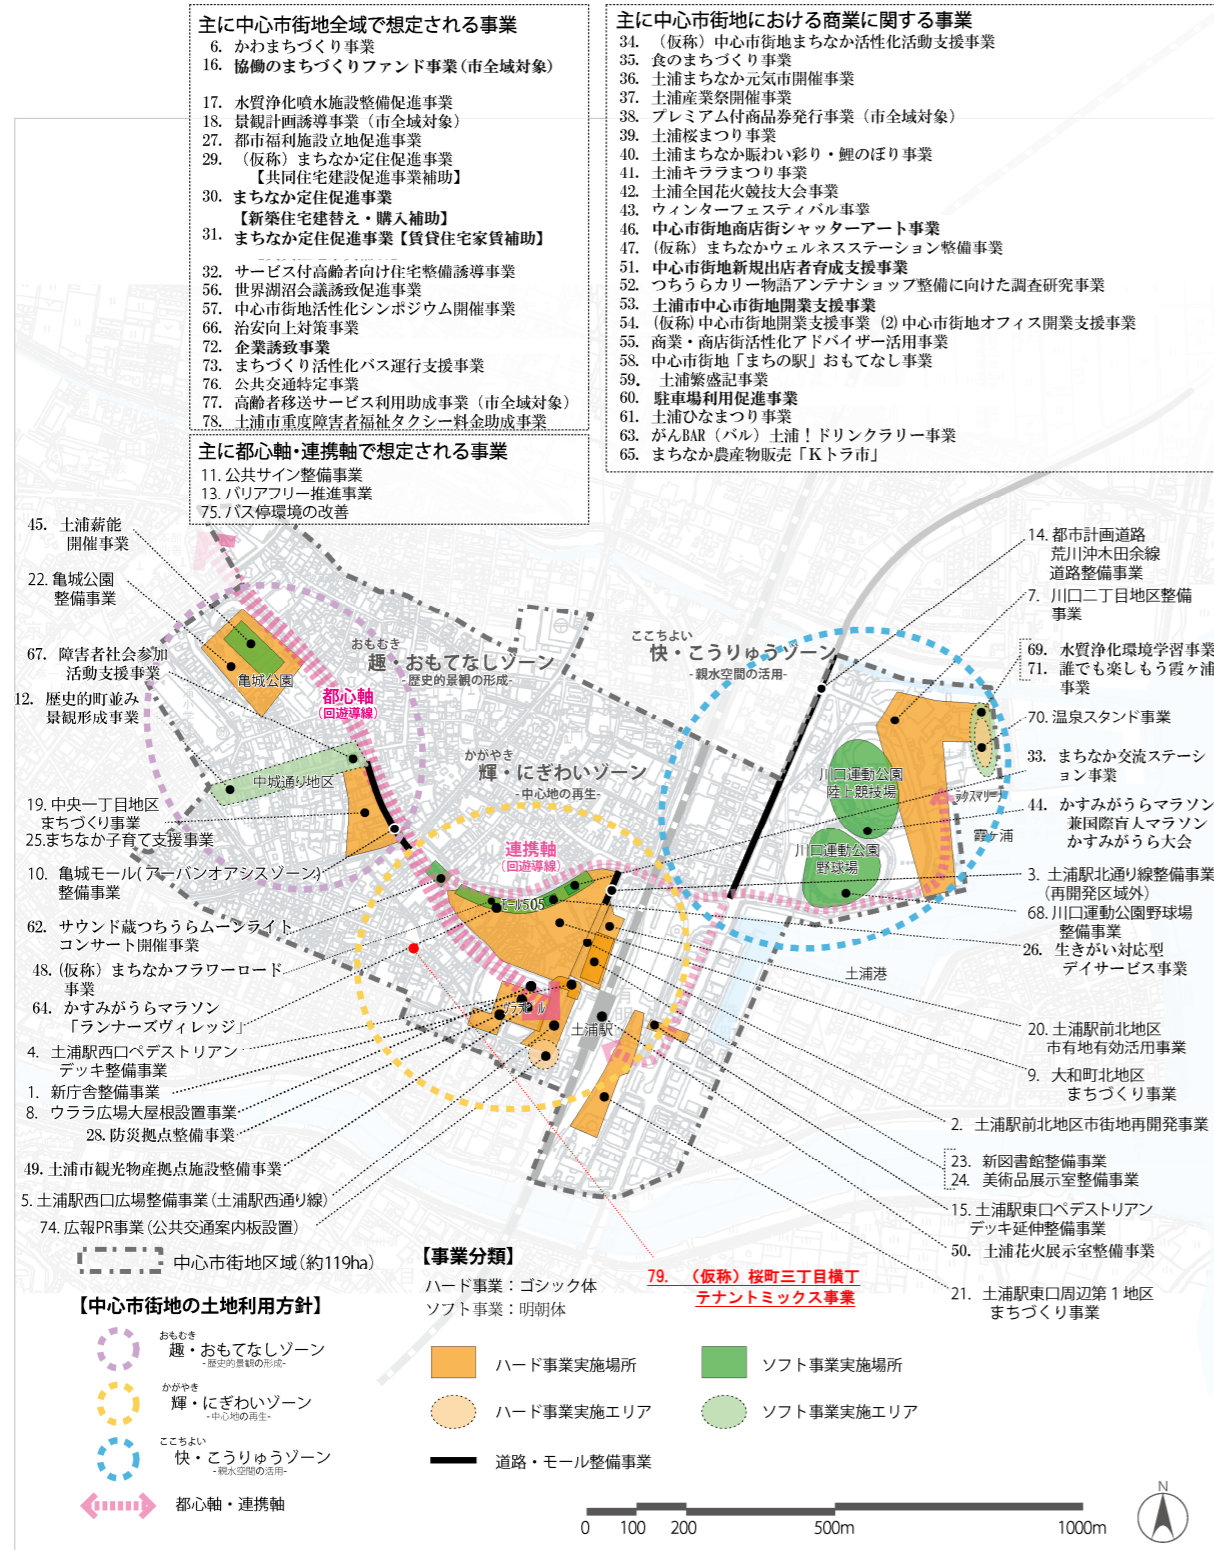 主に中心市街地全域で想定される事業
6. かわまちづくり事業
16. 協働のまちづくりファンド事業(市全域対象)
17. 水質浄化噴水施設整備促進事業
18. 景観計画誘導事業（市全域対象）
27. 都市福利施設立地促進事業
29. （仮称）まちなか定住促進事業
【共同住宅建設促進事業補助】
30. まちなか定住促進事業
【新築住宅建替え・購入補助】
31. まちなか定住促進事業【賃貸住宅家賃補助】
32. サービス付高齢者向け住宅整備誘導事業
56. 世界湖沼会議誘致促進事業
57. 中心市街地活性化シンポジウム開催事業
66. 治安向上対策事業
72. 企業誘致事業
73. まちづくり活性化バス運行支援事業
76. 公共交通特定事業
77. 高齢者移送サービス利用助成事業（市全域対象）
78. 土浦市重度障害者福祉タクシー料金助成事業
主に都心軸・連携軸で想定される事業
11. 公共サイン整備事業
13. バリアフリー推進事業
75. バス停環境の改善
主に中心市街地における商業に関する事業
34. （仮称）中心市街地まちなか活性化活動支援事業
35. 食のまちづくり事業
36. 土浦まちなか元気市開催事業
37. 土浦産業祭開催事業
38. プレミアム付商品券発行事業（市全域対象）
39. 土浦桜まつり事業
40. 土浦まちなか賑わい彩り・鯉のぼり事業
41. 土浦キララまつり事業
42. 土浦全国花火競技大会事業
43. ウィンターフェスティバル事業
46. 中心市街地商店街シャッターアート事業
47. (仮称）まちなかウェルネスステーション整備事業
51. 中心市街地新規出店者育成支援事業
52. つちうらカリー物語アンテナショップ整備に向けた調査研究事業
53. 土浦市中心市街地開業支援事業
54. (仮称)中心市街地開業支援事業 (2)中心市街地オフィス開業支援事業
55. 商業・商店街活性化アドバイザー活用事業
58. 中心市街地「まちの駅」おもてなし事業
59. 土浦繁盛記事業
60. 駐車場利用促進事業
61. 土浦ひなまつり事業
63. がんBAR（バル）土浦！ドリンクラリー事業
65. まちなか農産物販売「Ｋトラ市」
45. 土浦薪能
開催事業
22. 亀城公園
整備事業
67. 障害者社会参加
活動支援事業
12. 歴史的町並み
景観形成事業
19. 中央一丁目地区
まちづくり事業
25.まちなか子育て支援事業
10. 亀城モール(アーバンオアシスゾーン)
整備事業
62. サウンド蔵つちうらムーンライト
コンサート開催事業
48. (仮称）まちなかフラワーロード
事業
64. かすみがうらマラソン
「ランナーズヴィレッジ」
4. 土浦駅西口ペデストリアン
デッキ整備事業
1. 新庁舎整備事業
8. ウララ広場大屋根設置事業
28. 防災拠点整備事業
49. 土浦市観光物産拠点施設整備事業
5. 土浦駅西口広場整備事業(土浦駅西通り線)
74. 広報PR事業(公共交通案内板設置)
亀城公園
おもむき
趣・おもてなしゾーン
-歴史的景観の形成-
都心軸
(回遊導線)
中城通り地区
かがやき
輝・にぎわいゾーン
-中心地の再生-
連携軸
(回遊導線)
モール505
土浦駅
ここちよい
快・こうりゅうゾーン
-親水空間の活用-
川口運動公園
陸上競技場
川口運動公園
野球場
霞ヶ浦
土浦港
14. 都市計画道路
荒川沖木田余線
道路整備事業
7. 川口二丁目地区整備
事業
69. 水質浄化環境学習事業
71. 誰でも楽しもう霞ヶ浦
事業
70. 温泉スタンド事業
33. まちなか交流ステーシ
ョン事業
44. かすみがうらマラソン
兼国際盲人マラソン
かすみがうら大会
3. 土浦駅北通り線整備事業
(再開発区域外)
68. 川口運動公園野球場
整備事業
26. 生きがい対応型
デイサービス事業
20. 土浦駅前北地区
市有地有効活用事業
9. 大和町北地区
まちづくり事業
2. 土浦駅前北地区市街地再開発事業
23. 新図書館整備事業
24. 美術品展示室整備事業
15. 土浦駅東口ペデストリアン
デッキ延伸整備事業
50. 土浦花火展示室整備事業
21. 土浦駅東口周辺第１地区
まちづくり事業
79. （仮称）桜町三丁目横丁
テナントミックス事業
中心市街地区域(約119ha)
【中心市街地の土地利用方針】
おもむき
趣・おもてなしゾーン
-歴史的景観の形成-
かがやき
輝・にぎわいゾーン
-中心地の再生-
ここちよい
快・こうりゅうゾーン
-親水空間の活用-
都心軸・連携軸
【事業分類】
ハード事業：ゴシック体
ソフト事業：明朝体
ハード事業実施場所
ソフト事業実施場所
ハード事業実施エリア
ソフト事業実施エリア
道路・モール整備事業
0 100 200 500m 1000m
N